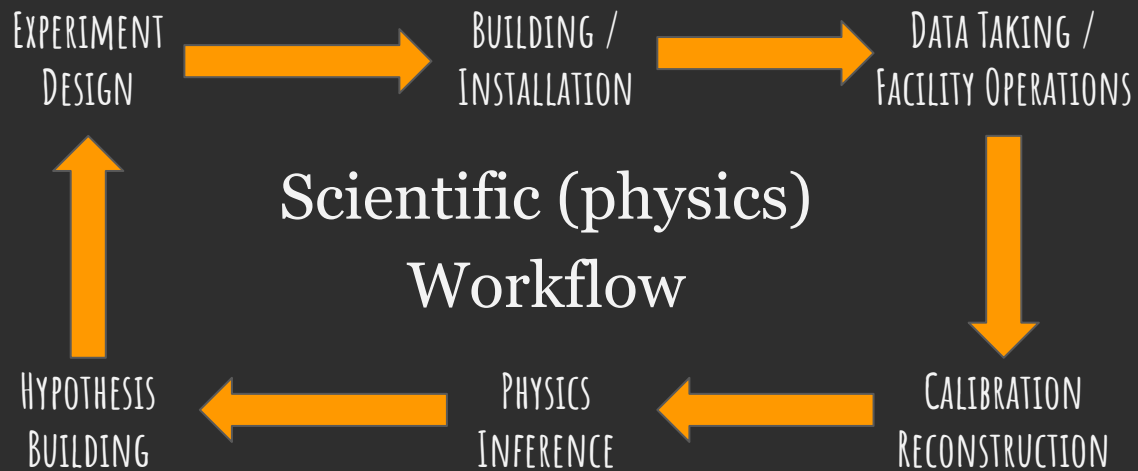 Experiment
Design
Building /
Installation
Data Taking /
Facility Operations
Scientific (physics)
Workflow
Hypothesis
Building
Physics
Inference
Calibration
Reconstruction